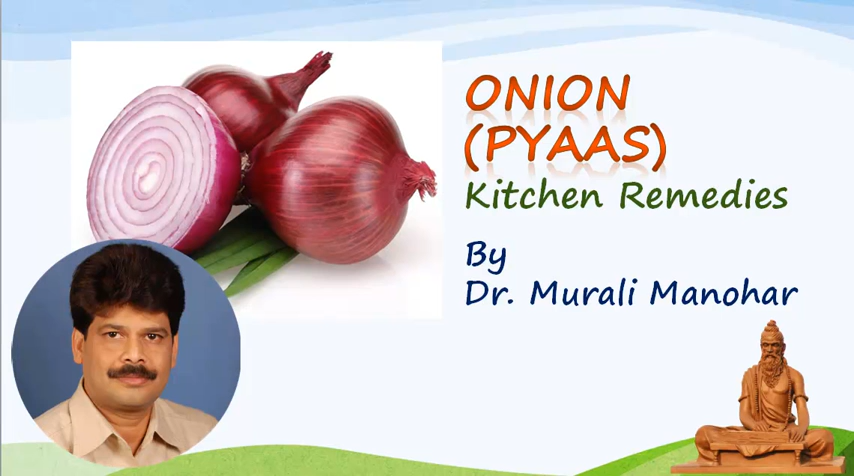 ONION
(PYAAS)
Kitchen Remedies
By
Dr. Murali Manohar